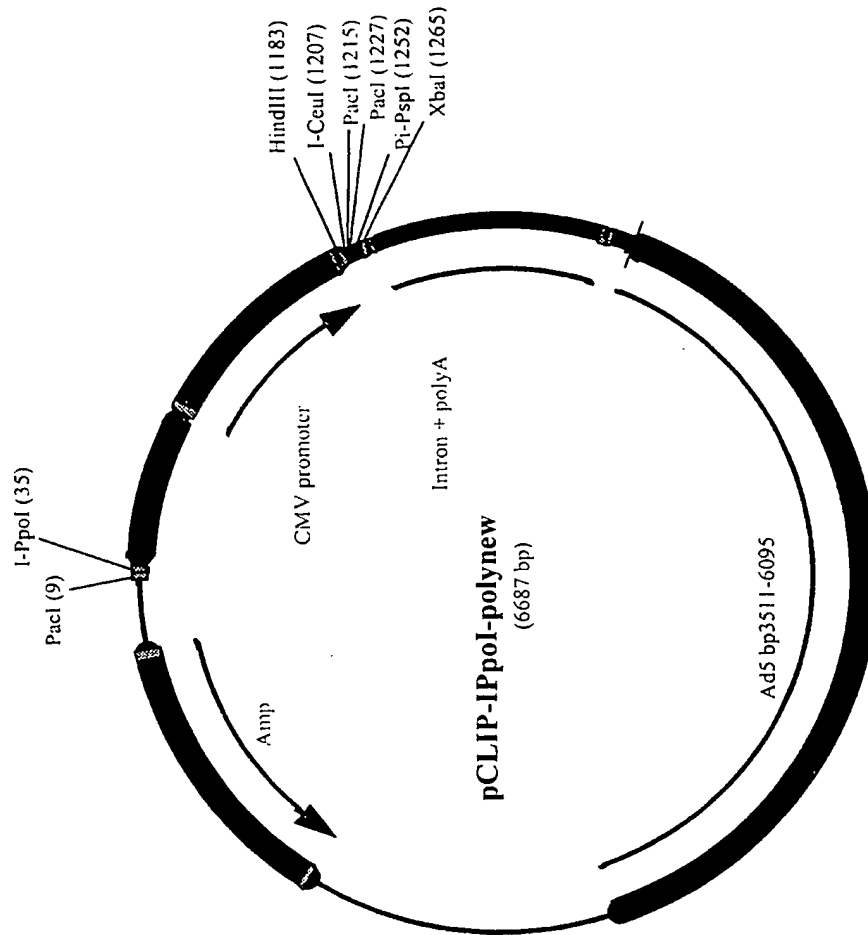 PacI (9)
I-PpoI (35)
HindIII (1183)
I-CeuI (1207)
PacI (1215)
PacI (1227)
Pi-PspI (1252)
XbaI (1265)
CMV promoter
Intron + polyA
Amp
pCLIP-IPpoI-polynew
(6687 bp)
Ad5 bp3511-6095